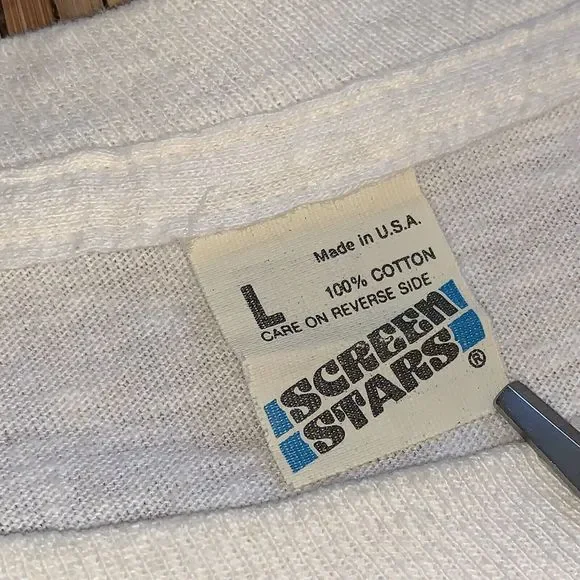 Made in U.S.A.
L
100% COTTON
CARE ON REVERSE SIDE
SCREEN
STARS ®